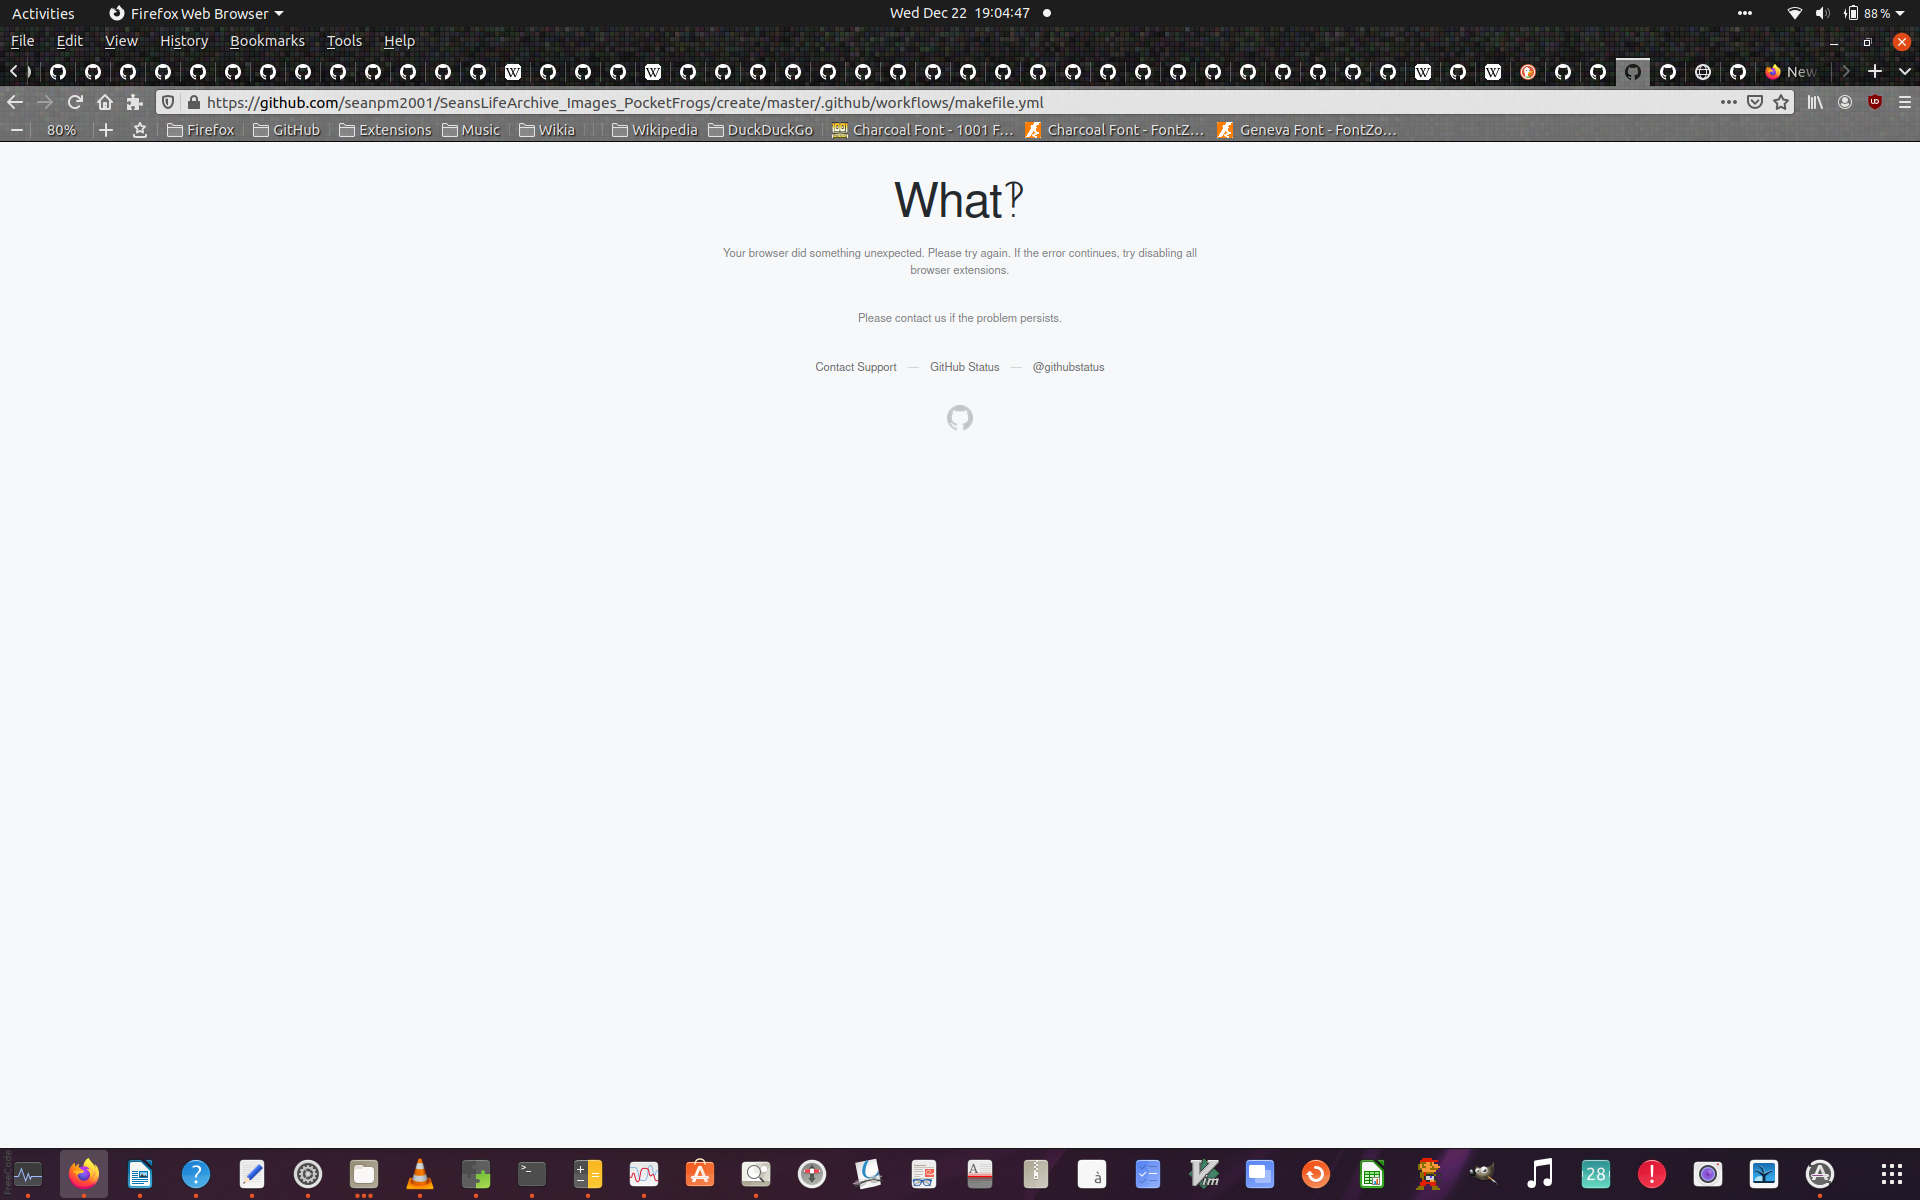 Activities
Firefox Web Browser
Wed Dec 22 19:04:47
88 %
File Edit View History Bookmarks Tools Help
New
https://github.com/seanpm2001/SeansLifeArchive_Images_PocketFrogs/create/master/.github/workflows/makefile.yml
80%
Firefox
GitHub
Extensions
Music
Wikia
Wikipedia
DuckDuckGo
Charcoal Font - 1001 F…
Charcoal Font - FontZ…
Geneva Font - FontZo…
What‽
Your browser did something unexpected. Please try again. If the error continues, try disabling all
browser extensions.
Please contact us if the problem persists.
Contact Support — GitHub Status — @githubstatus
28